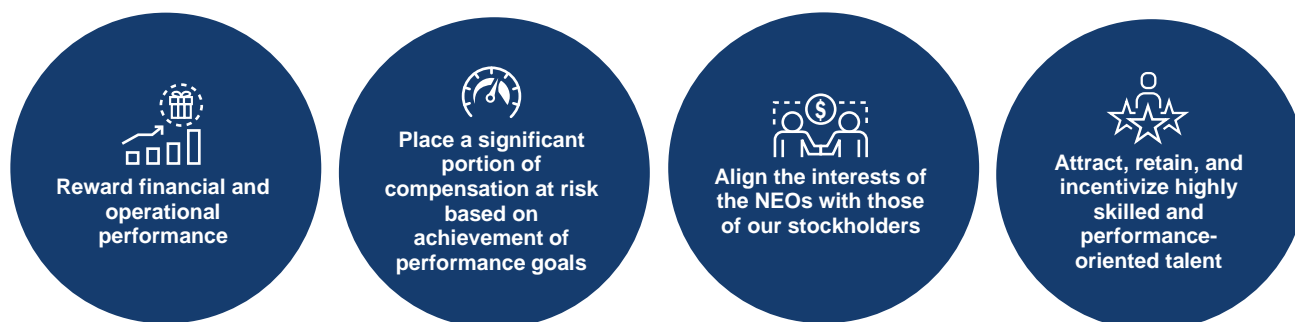 Reward financial and
operational
performance
Place a significant
portion of
compensation at risk
based on
achievement of
performance goals
$
Align the interests of
the NEOs with those
of our stockholders
Attract, retain, and
incentivize highly
skilled and
performance-
oriented talent